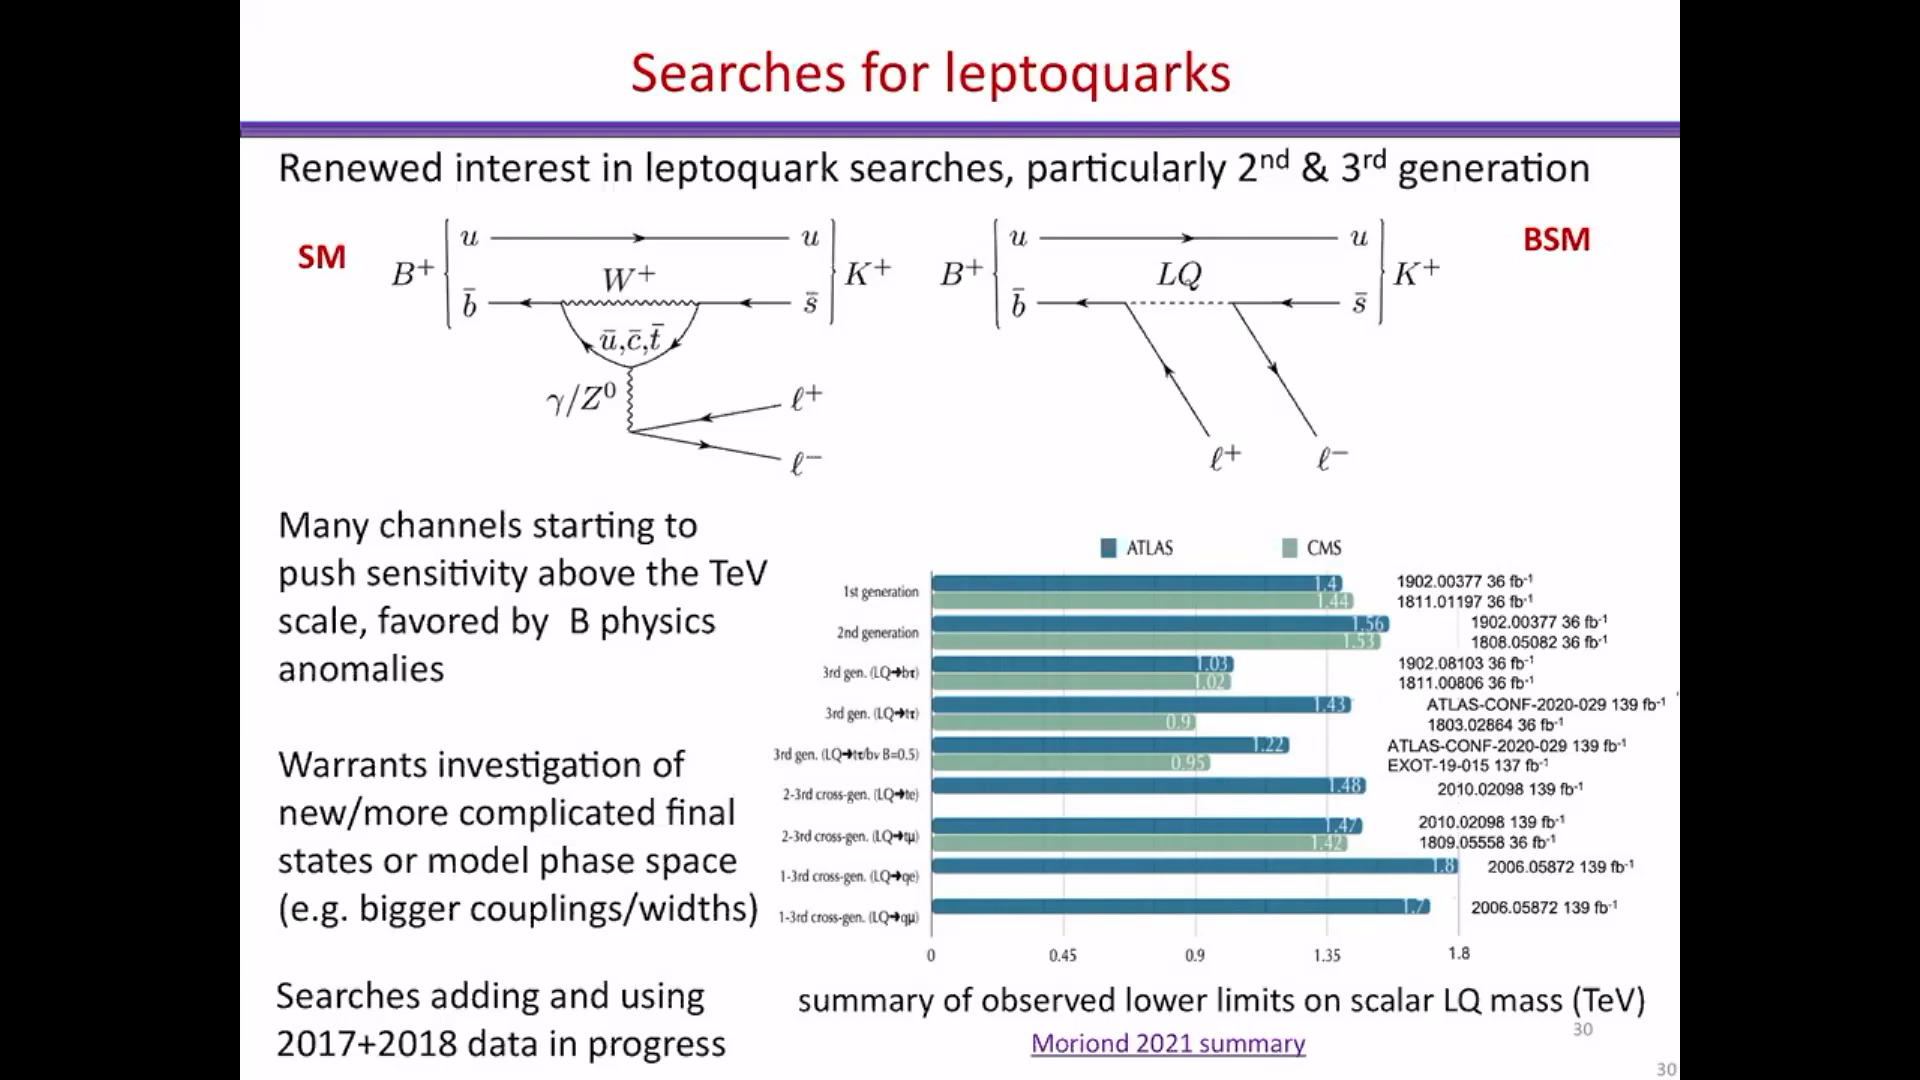 Searches for leptoquarks
Renewed interest in leptoquark searches, particularly 2nd & 3rd generation
SM
B+
u
b̄
W+
ū,c̄,t̄
γ/Z0
ℓ+
ℓ−
u
s̄
K+
B+
u
b̄
LQ
ℓ+
ℓ−
u
s̄
K+
BSM
Many channels starting to
push sensitivity above the TeV
scale, favored by B physics
anomalies
Warrants investigation of
new/more complicated final
states or model phase space
(e.g. bigger couplings/widths)
Searches adding and using
2017+2018 data in progress
ATLAS CMS
1st generation
1.4 1902.00377 36 fb-1
1.44 1811.01197 36 fb-1
2nd generation
1.56 1902.00377 36 fb-1
1.53 1808.05082 36 fb-1
3rd gen. (LQ➔bτ)
1.03 1902.08103 36 fb-1
1.02 1811.00806 36 fb-1
3rd gen. (LQ➔tτ)
1.43 ATLAS-CONF-2020-029 139 fb-1
0.9 1803.02864 36 fb-1
3rd gen. (LQ➔tτ/bν B=0.5)
1.22 ATLAS-CONF-2020-029 139 fb-1
0.95 EXOT-19-015 137 fb-1
2-3rd cross-gen. (LQ➔te)
1.48 2010.02098 139 fb-1
2-3rd cross-gen. (LQ➔tμ)
1.47 2010.02098 139 fb-1
1.42 1809.05558 36 fb-1
1-3rd cross-gen. (LQ➔qe)
1.8 2006.05872 139 fb-1
1-3rd cross-gen. (LQ➔qμ)
1.7 2006.05872 139 fb-1
0 0.45 0.9 1.35 1.8
summary of observed lower limits on scalar LQ mass (TeV)
Moriond 2021 summary
30
30